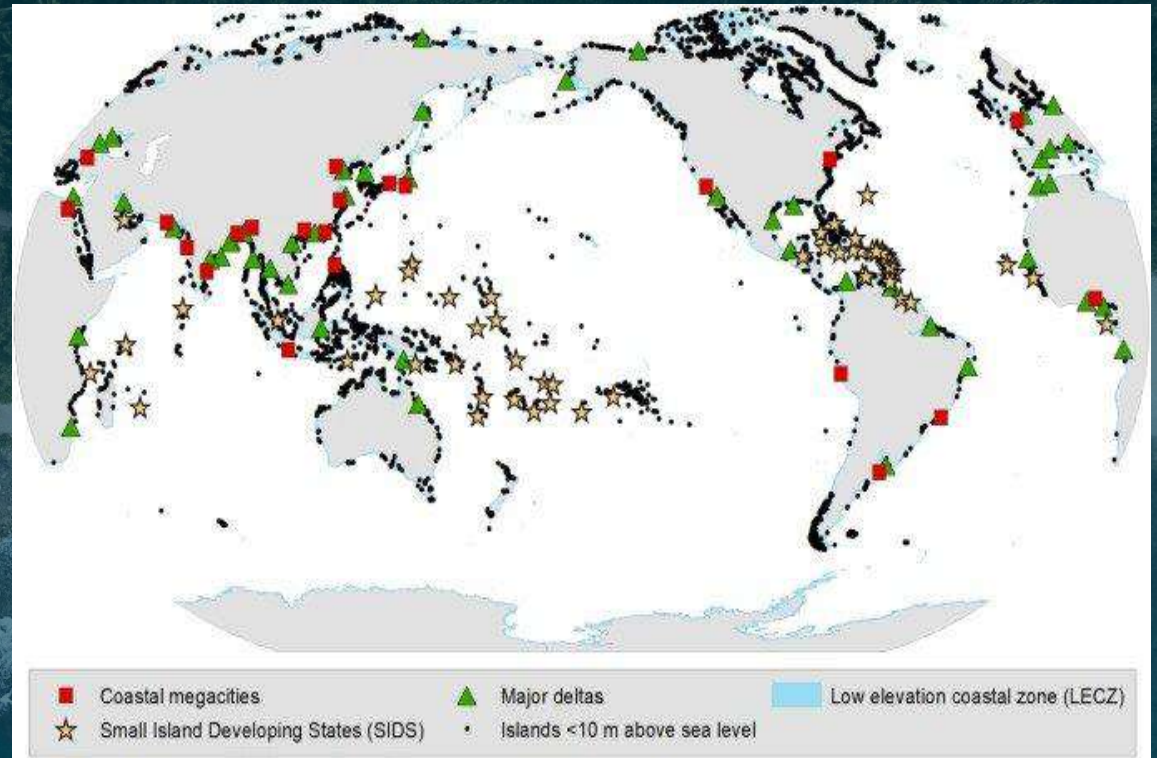 Coastal megacities
Major deltas
Low elevation coastal zone (LECZ)
Small Island Developing States (SIDS)
Islands <10 m above sea level